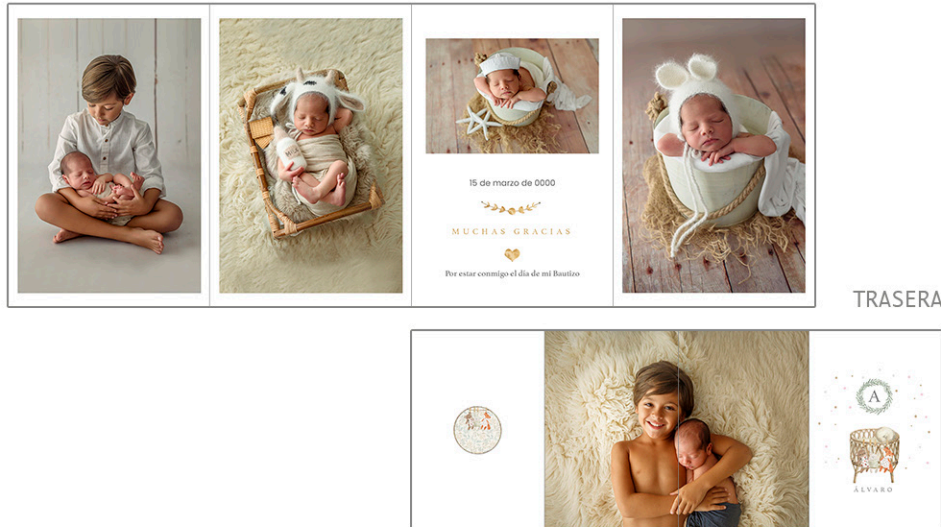 15 de marzo de 0000
MUCHAS GRACIAS
Por estar conmigo el día de mi Bautizo
TRASERA
A
ÁLVARO